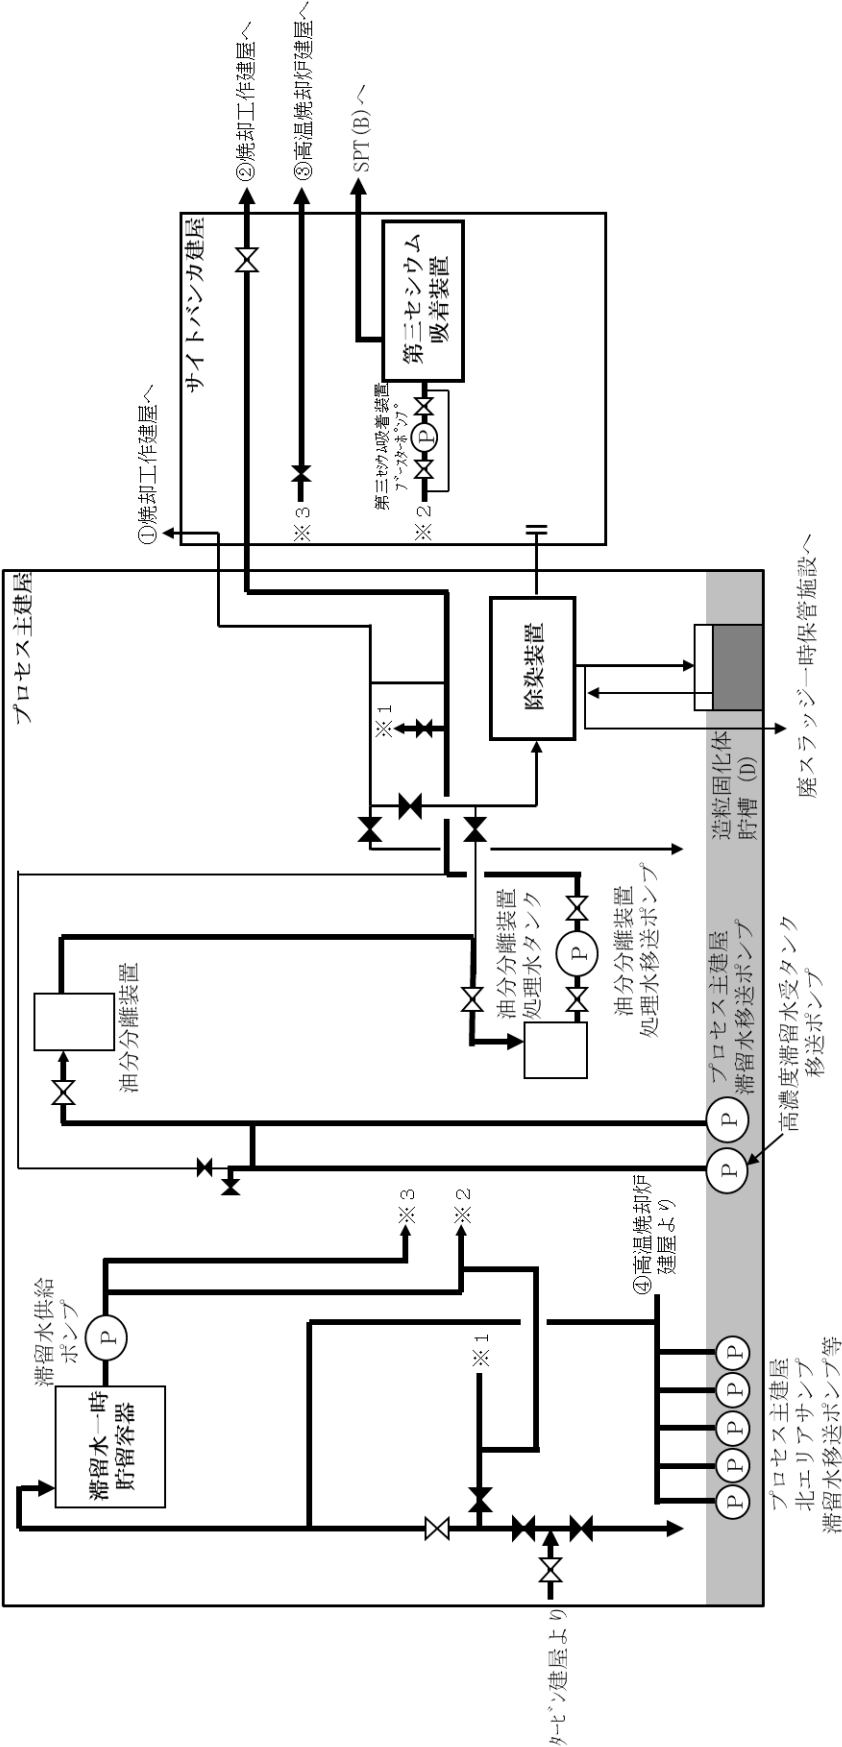 プロセス主建屋
サイトバンカ建屋
①焼却工作建屋へ
②焼却工作建屋へ
③高温焼却炉建屋へ
SPT(B)へ
第三セシウム
吸着装置
第三セシウム吸着装置
ブースターポンプ
P
※3
※2
※1
除染装置
造粒固化体
貯槽(D)
廃スラッジ一時保管施設へ
油分分離装置
油分分離装置
処理水タンク
油分分離装置
処理水移送ポンプ
P
プロセス主建屋
滞留水移送ポンプ
P
高濃度滞留水受タンク
移送ポンプ
P
滞留水供給
ポンプ
P
滞留水一時
貯留容器
※3
※2
※1
④高温焼却炉
建屋より
P
P
P
P
P
プロセス主建屋
北エリアサンプ
滞留水移送ポンプ等
タービン建屋より